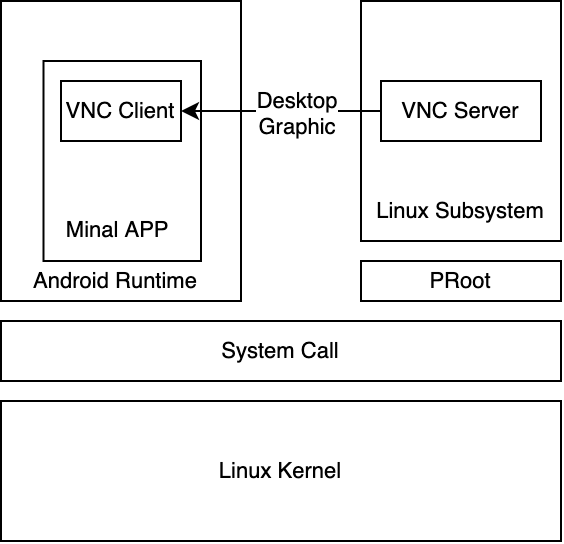 VNC Client
Desktop
Graphic
VNC Server
Minal APP
Linux Subsystem
Android Runtime
PRoot
System Call
Linux Kernel